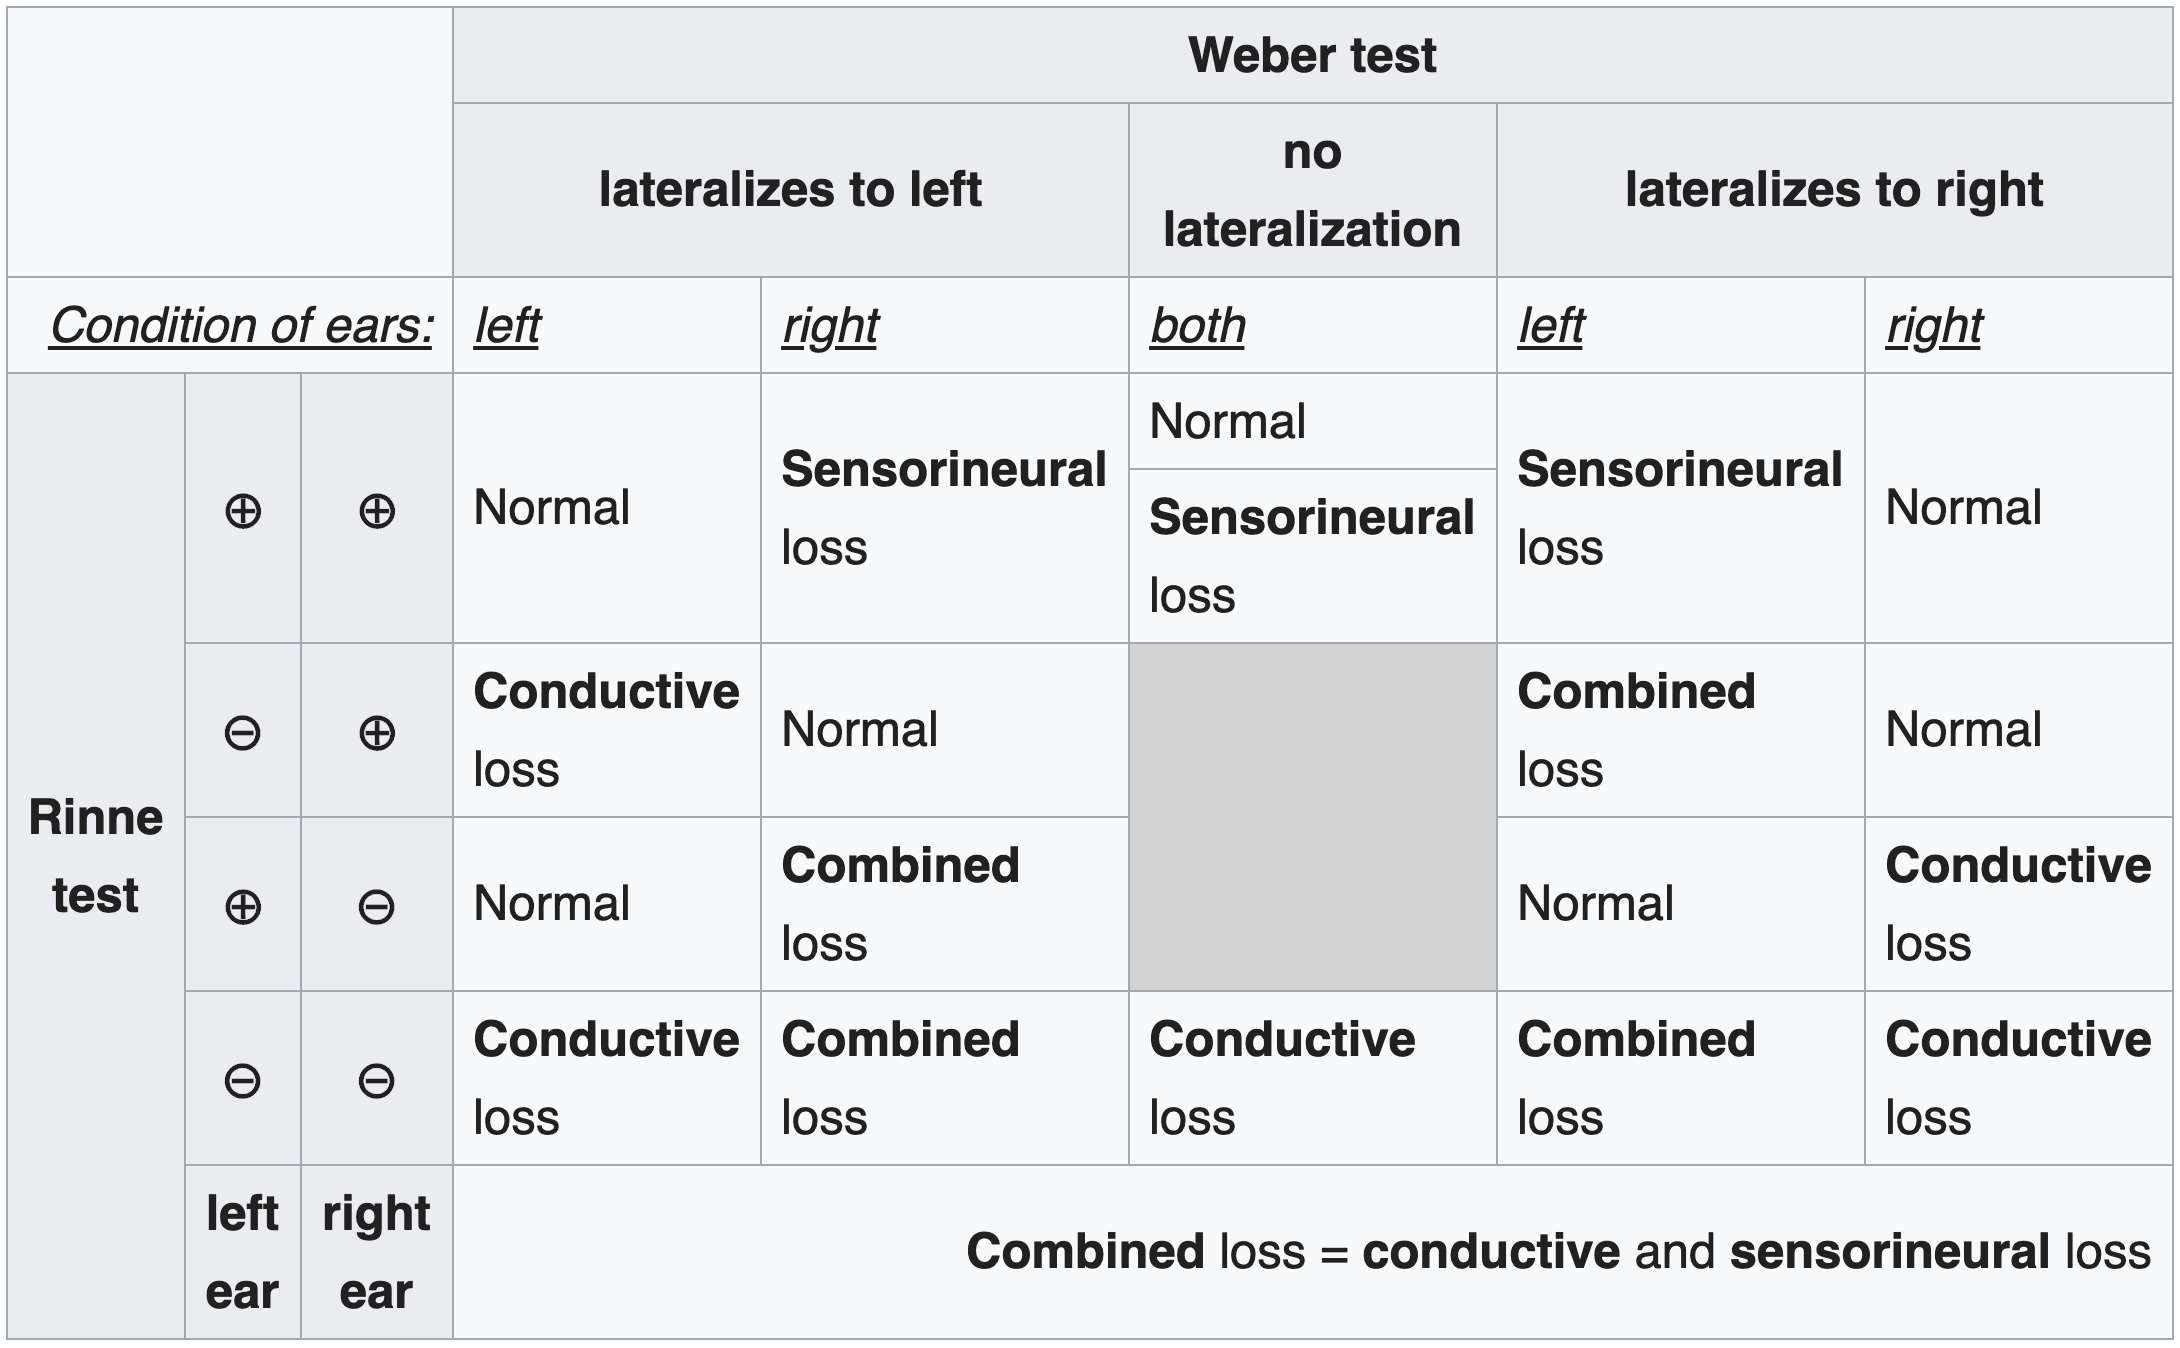 Weber test
lateralizes to left
no
lateralization
lateralizes to right
Condition of ears:
left
right
both
left
right
Rinne
test
⊕
⊕
Normal
Sensorineural
loss
Normal
Sensorineural
loss
Sensorineural
loss
Normal
⊖
⊕
Conductive
loss
Normal
Combined
loss
Normal
⊕
⊖
Normal
Combined
loss
Normal
Conductive
loss
⊖
⊖
Conductive
loss
Combined
loss
Conductive
loss
Combined
loss
Conductive
loss
left
ear
right
ear
Combined loss = conductive and sensorineural loss